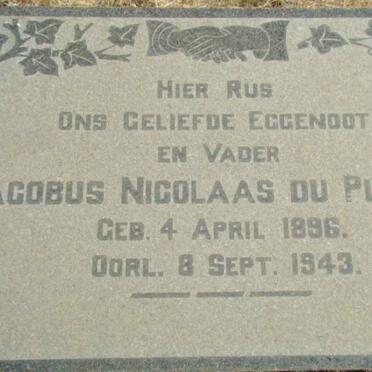 HIER RUS
ONS GELIEFDE EGGENOOT
EN VADER
ACOBUS NICOLAAS DU P
GEB. 4 APRIL 1896.
OORL. 8 SEPT. 1943.